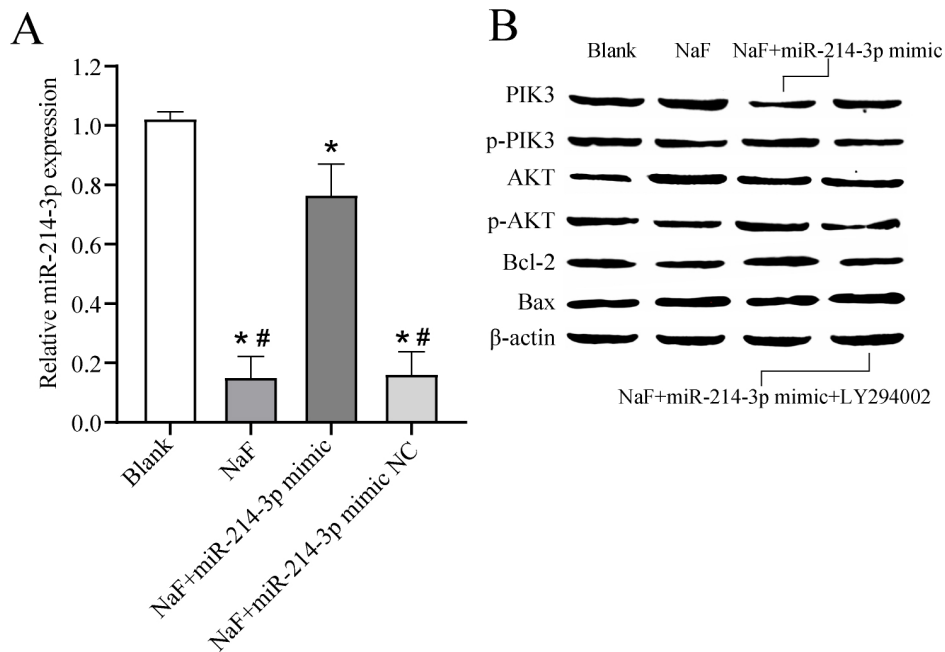 A
Relative miR-214-3p expression
1.2
1.0
0.8
0.6
0.4
0.2
0.0
*
* #
* #
Blank
NaF
NaF+miR-214-3p mimic
NaF+miR-214-3p mimic NC
B
Blank NaF NaF+miR-214-3p mimic
PIK3
p-PIK3
AKT
p-AKT
Bcl-2
Bax
β-actin
NaF+miR-214-3p mimic+LY294002